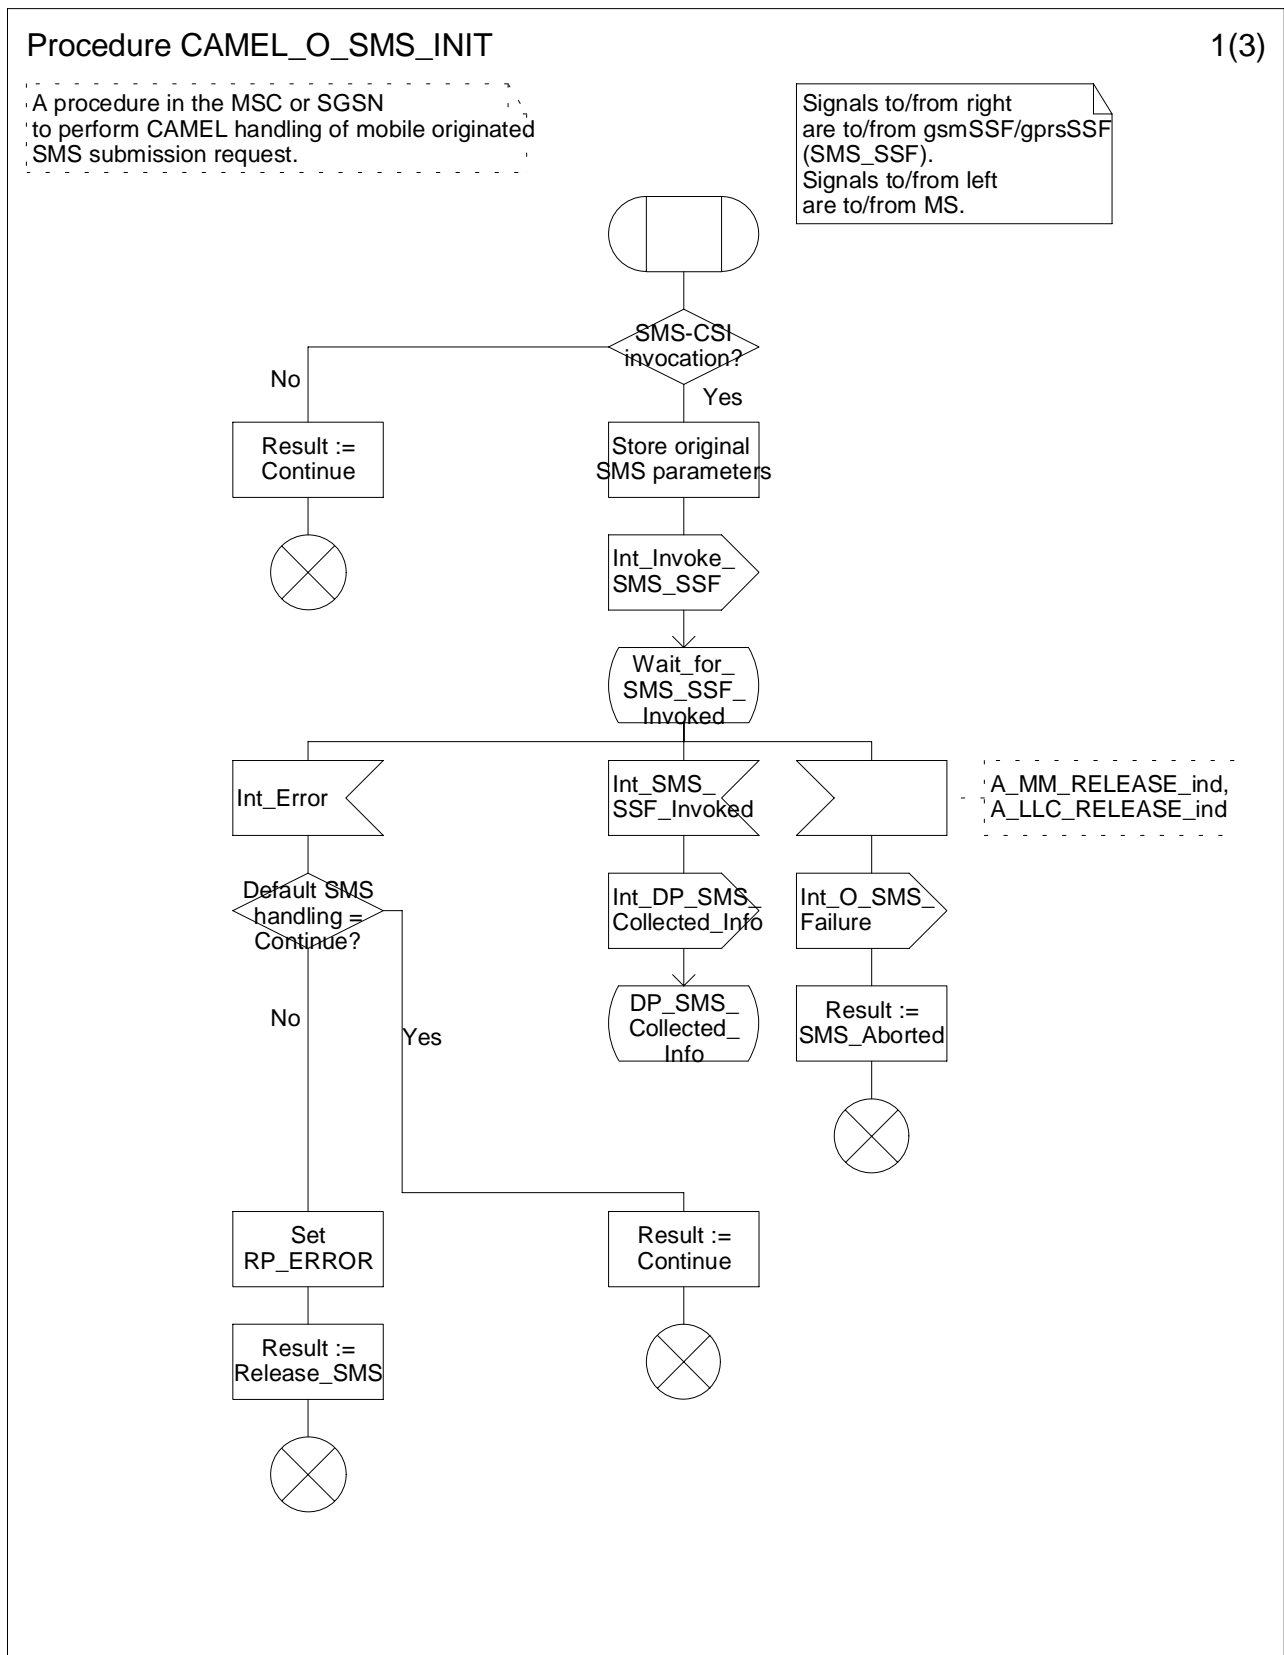 Procedure CAMEL_O_SMS_INIT
1(3)
A procedure in the MSC or SGSN
to perform CAMEL handling of mobile originated
SMS submission request.
Signals to/from right
are to/from gsmSSF/gprsSSF
(SMS_SSF).
Signals to/from left
are to/from MS.
SMS-CSI
invocation?
No
Yes
Result :=
Continue
Store original
SMS parameters
Int_Invoke_
SMS_SSF
Wait_for_
SMS_SSF_
Invoked
Int_Error
Int_SMS_
SSF_Invoked
A_MM_RELEASE_ind,
A_LLC_RELEASE_ind
Default SMS
handling =
Continue?
Int_DP_SMS_
Collected_Info
Int_O_SMS_
Failure
No
Yes
DP_SMS_
Collected_
Info
Result :=
SMS_Aborted
Set
RP_ERROR
Result :=
Continue
Result :=
Release_SMS